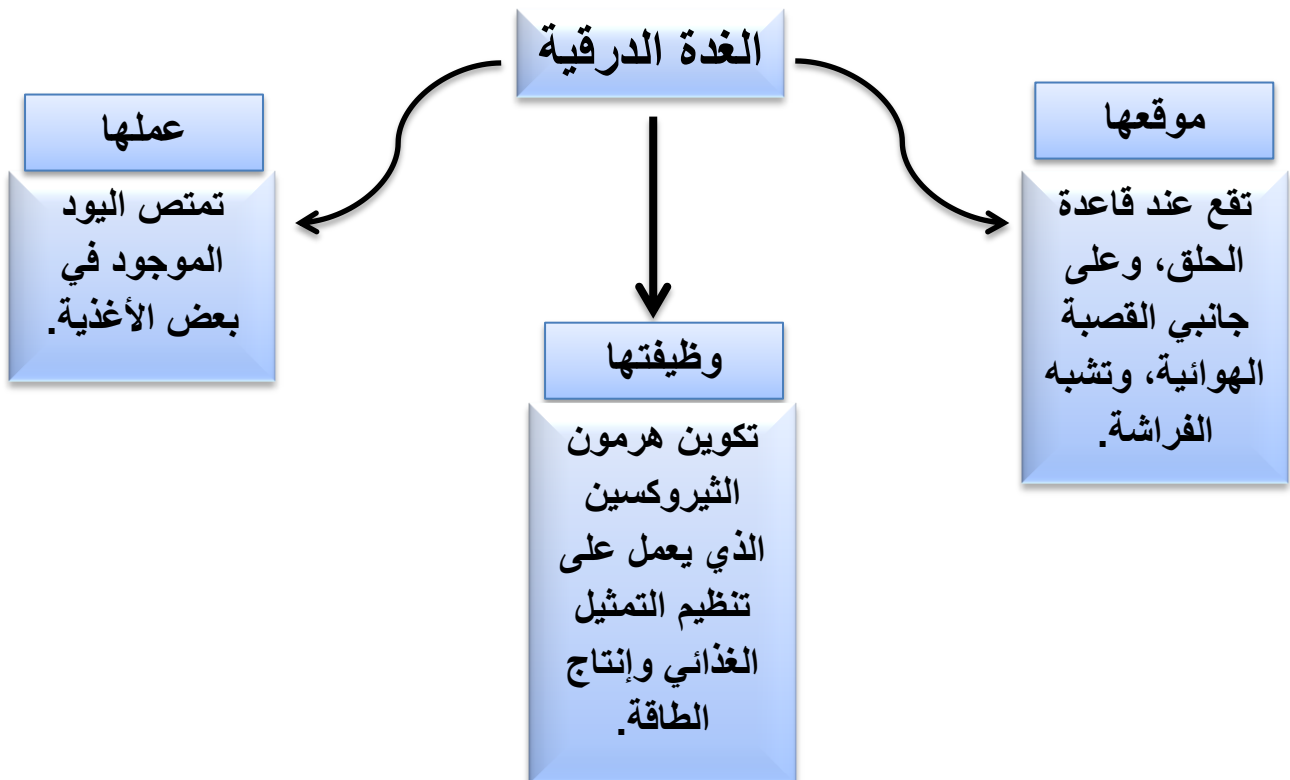 الغدة الدرقية
موقعها
تقع عند قاعدة
الحلق، وعلى
جانبي القصبة
الهوائية، وتشبه
الفراشة.
وظيفتها
تكوين هرمون
الثيروكسين
الذي يعمل على
تنظيم التمثيل
الغذائي وإنتاج
الطاقة.
عملها
تمتص اليود
الموجود في
بعض الأغذية.